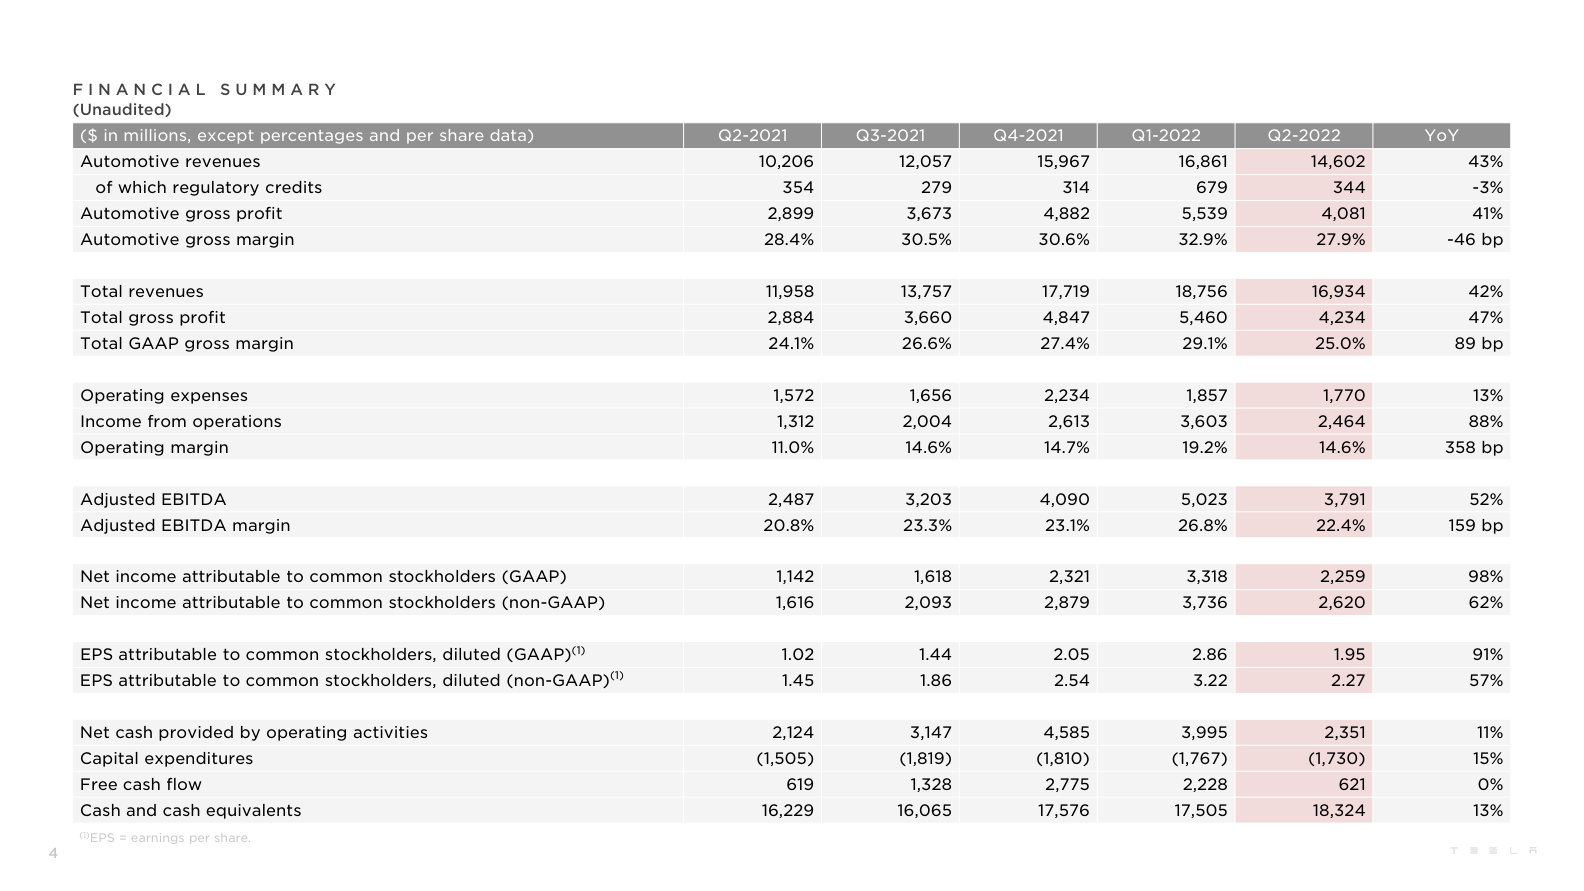 FINANCIAL SUMMARY
(Unaudited)
($ in millions, except percentages and per share data) Q2-2021 Q3-2021 Q4-2021 Q1-2022 Q2-2022 YoY
Automotive revenues 10,206 12,057 15,967 16,861 14,602 43%
of which regulatory credits 354 279 314 679 344 -3%
Automotive gross profit 2,899 3,673 4,882 5,539 4,081 41%
Automotive gross margin 28.4% 30.5% 30.6% 32.9% 27.9% -46 bp
Total revenues 11,958 13,757 17,719 18,756 16,934 42%
Total gross profit 2,884 3,660 4,847 5,460 4,234 47%
Total GAAP gross margin 24.1% 26.6% 27.4% 29.1% 25.0% 89 bp
Operating expenses 1,572 1,656 2,234 1,857 1,770 13%
Income from operations 1,312 2,004 2,613 3,603 2,464 88%
Operating margin 11.0% 14.6% 14.7% 19.2% 14.6% 358 bp
Adjusted EBITDA 2,487 3,203 4,090 5,023 3,791 52%
Adjusted EBITDA margin 20.8% 23.3% 23.1% 26.8% 22.4% 159 bp
Net income attributable to common stockholders (GAAP) 1,142 1,618 2,321 3,318 2,259 98%
Net income attributable to common stockholders (non-GAAP) 1,616 2,093 2,879 3,736 2,620 62%
EPS attributable to common stockholders, diluted (GAAP)(1) 1.02 1.44 2.05 2.86 1.95 91%
EPS attributable to common stockholders, diluted (non-GAAP)(1) 1.45 1.86 2.54 3.22 2.27 57%
Net cash provided by operating activities 2,124 3,147 4,585 3,995 2,351 11%
Capital expenditures (1,505) (1,819) (1,810) (1,767) (1,730) 15%
Free cash flow 619 1,328 2,775 2,228 621 0%
Cash and cash equivalents 16,229 16,065 17,576 17,505 18,324 13%
(1)EPS = earnings per share.
4
TESLA